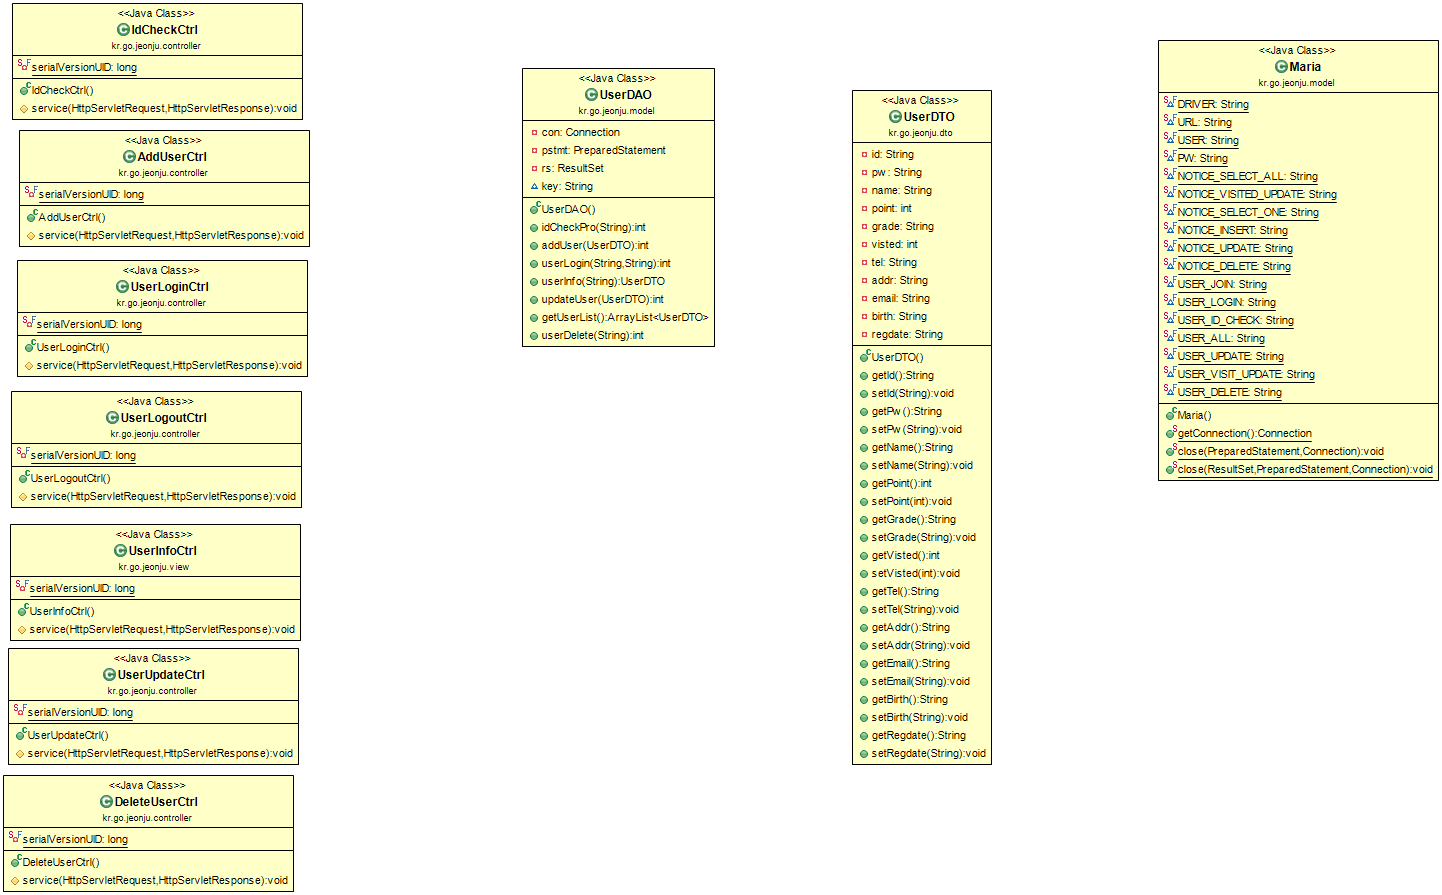 <<Java Class>>
IdCheckCtrl
kr.go.jeonju.controller
serialVersionUID: long
IdCheckCtrl()
service(HttpServletRequest,HttpServletResponse):void
<<Java Class>>
AddUserCtrl
kr.go.jeonju.controller
serialVersionUID: long
AddUserCtrl()
service(HttpServletRequest,HttpServletResponse):void
<<Java Class>>
UserLoginCtrl
kr.go.jeonju.controller
serialVersionUID: long
UserLoginCtrl()
service(HttpServletRequest,HttpServletResponse):void
<<Java Class>>
UserLogoutCtrl
kr.go.jeonju.controller
serialVersionUID: long
UserLogoutCtrl()
service(HttpServletRequest,HttpServletResponse):void
<<Java Class>>
UserInfoCtrl
kr.go.jeonju.view
serialVersionUID: long
UserInfoCtrl()
service(HttpServletRequest,HttpServletResponse):void
<<Java Class>>
UserUpdateCtrl
kr.go.jeonju.controller
serialVersionUID: long
UserUpdateCtrl()
service(HttpServletRequest,HttpServletResponse):void
<<Java Class>>
DeleteUserCtrl
kr.go.jeonju.controller
serialVersionUID: long
DeleteUserCtrl()
service(HttpServletRequest,HttpServletResponse):void
<<Java Class>>
UserDAO
kr.go.jeonju.model
con: Connection
pstmt: PreparedStatement
rs: ResultSet
key: String
UserDAO()
idCheckPro(String):int
addUser(UserDTO):int
userLogin(String,String):int
userInfo(String):UserDTO
updateUser(UserDTO):int
getUserList():ArrayList<UserDTO>
userDelete(String):int
<<Java Class>>
UserDTO
kr.go.jeonju.dto
id: String
pw: String
name: String
point: int
grade: String
visted: int
tel: String
addr: String
email: String
birth: String
regdate: String
UserDTO()
getId():String
setId(String):void
getPw():String
setPw(String):void
getName():String
setName(String):void
getPoint():int
setPoint(int):void
getGrade():String
setGrade(String):void
getVisted():int
setVisted(int):void
getTel():String
setTel(String):void
getAddr():String
setAddr(String):void
getEmail():String
setEmail(String):void
getBirth():String
setBirth(String):void
getRegdate():String
setRegdate(String):void
<<Java Class>>
Maria
kr.go.jeonju.model
DRIVER: String
URL: String
USER: String
PW: String
NOTICE_SELECT_ALL: String
NOTICE_VISITED_UPDATE: String
NOTICE_SELECT_ONE: String
NOTICE_INSERT: String
NOTICE_UPDATE: String
NOTICE_DELETE: String
USER_JOIN: String
USER_LOGIN: String
USER_ID_CHECK: String
USER_ALL: String
USER_UPDATE: String
USER_VISIT_UPDATE: String
USER_DELETE: String
Maria()
getConnection():Connection
close(PreparedStatement,Connection):void
close(ResultSet,PreparedStatement,Connection):void